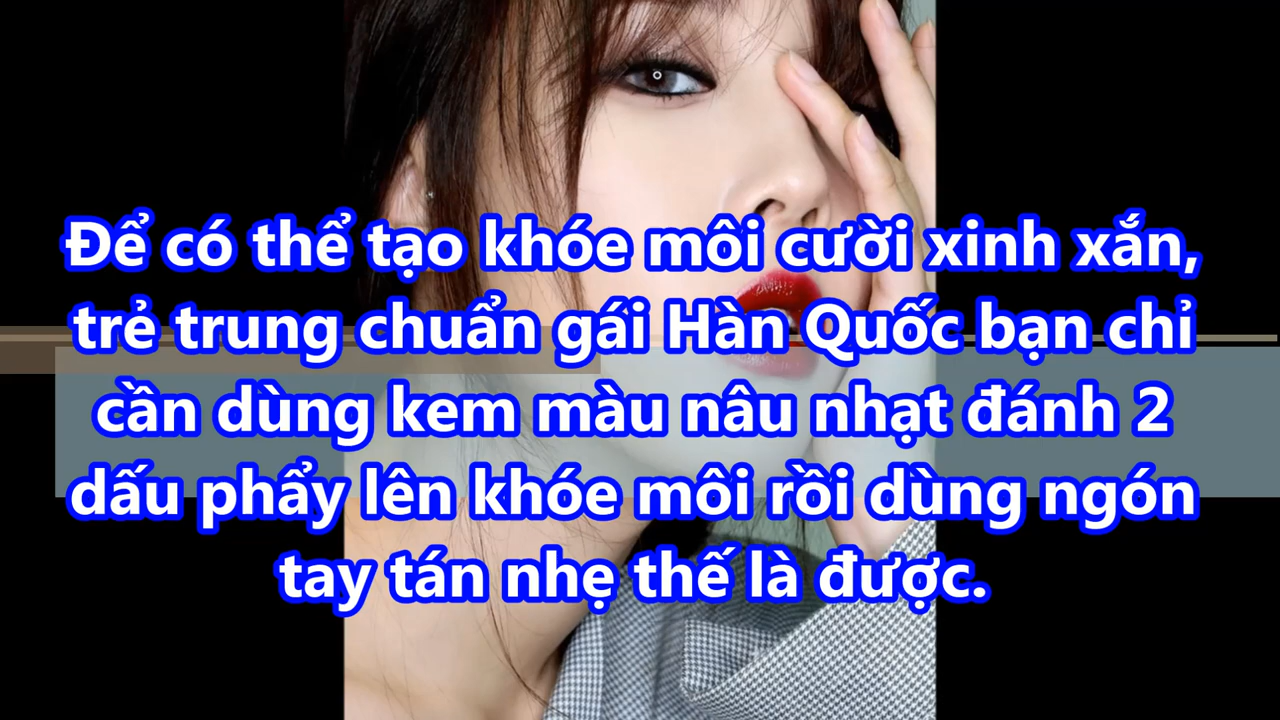 Để có thể tạo khóe môi cười xinh xắn,
trẻ trung chuẩn gái Hàn Quốc bạn chỉ
cần dùng kem màu nâu nhạt đánh 2
dấu phẩy lên khóe môi rồi dùng ngón
tay tán nhẹ thế là được.